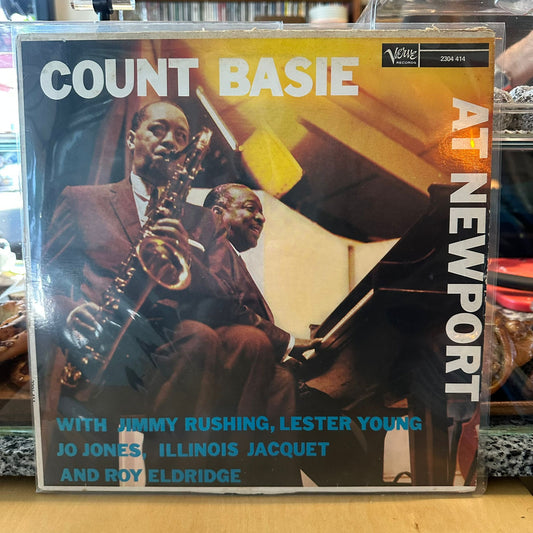 COUNT BASIE
AT NEWPORT
Verve
RECORDS
2304 414
WITH JIMMY RUSHING, LESTER YOUNG
JO JONES, ILLINOIS JACQUET
AND ROY ELDRIDGE